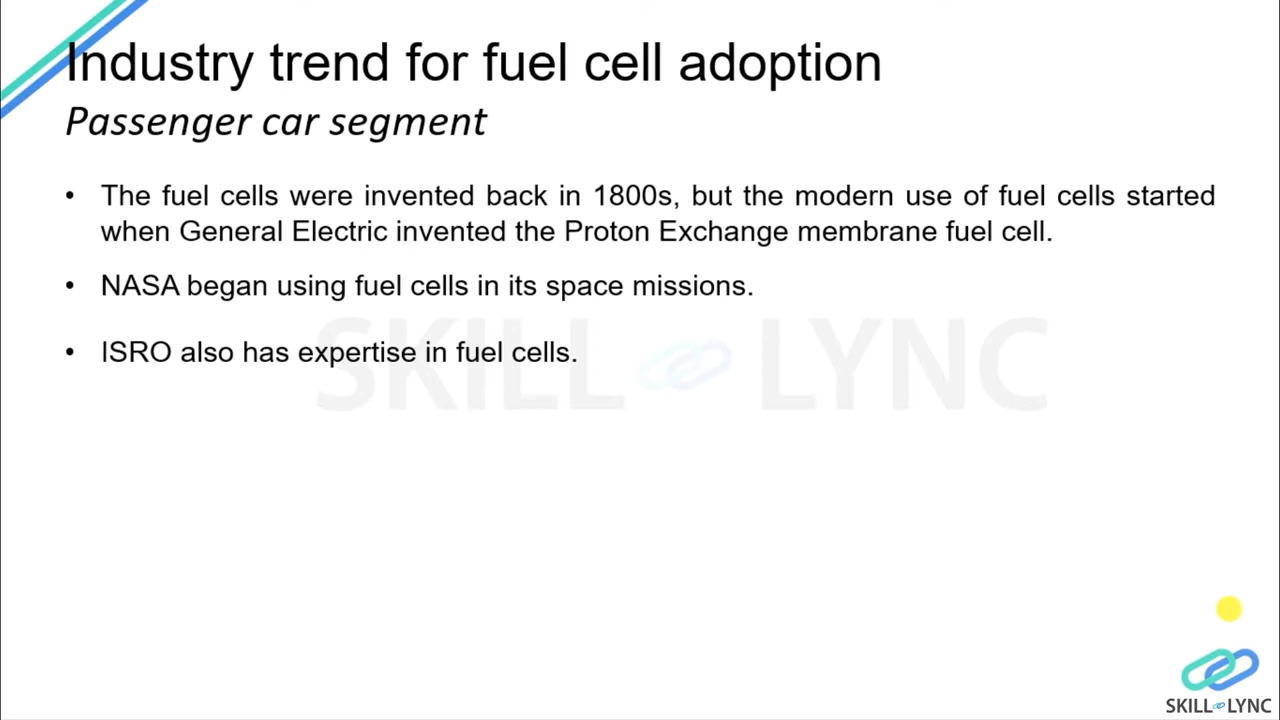 Industry trend for fuel cell adoption
Passenger car segment
• The fuel cells were invented back in 1800s, but the modern use of fuel cells started
when General Electric invented the Proton Exchange membrane fuel cell.
• NASA began using fuel cells in its space missions.
• ISRO also has expertise in fuel cells.
SKILL LYNC
SKILL LYNC